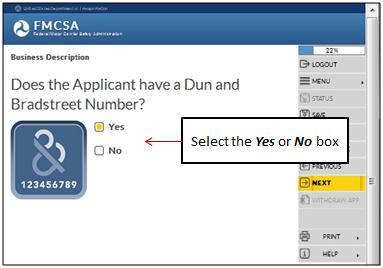 United States Department of Transportation
FMCSA
Federal Motor Carrier Safety Administration
Business Description
Does the Applicant have a Dun and
Bradstreet Number?
Yes
No
123456789
Select the Yes or No box
22%
LOGOUT
MENU
STATUS
SAVE
PREVIOUS
NEXT
WITHDRAW APP
PRINT
HELP